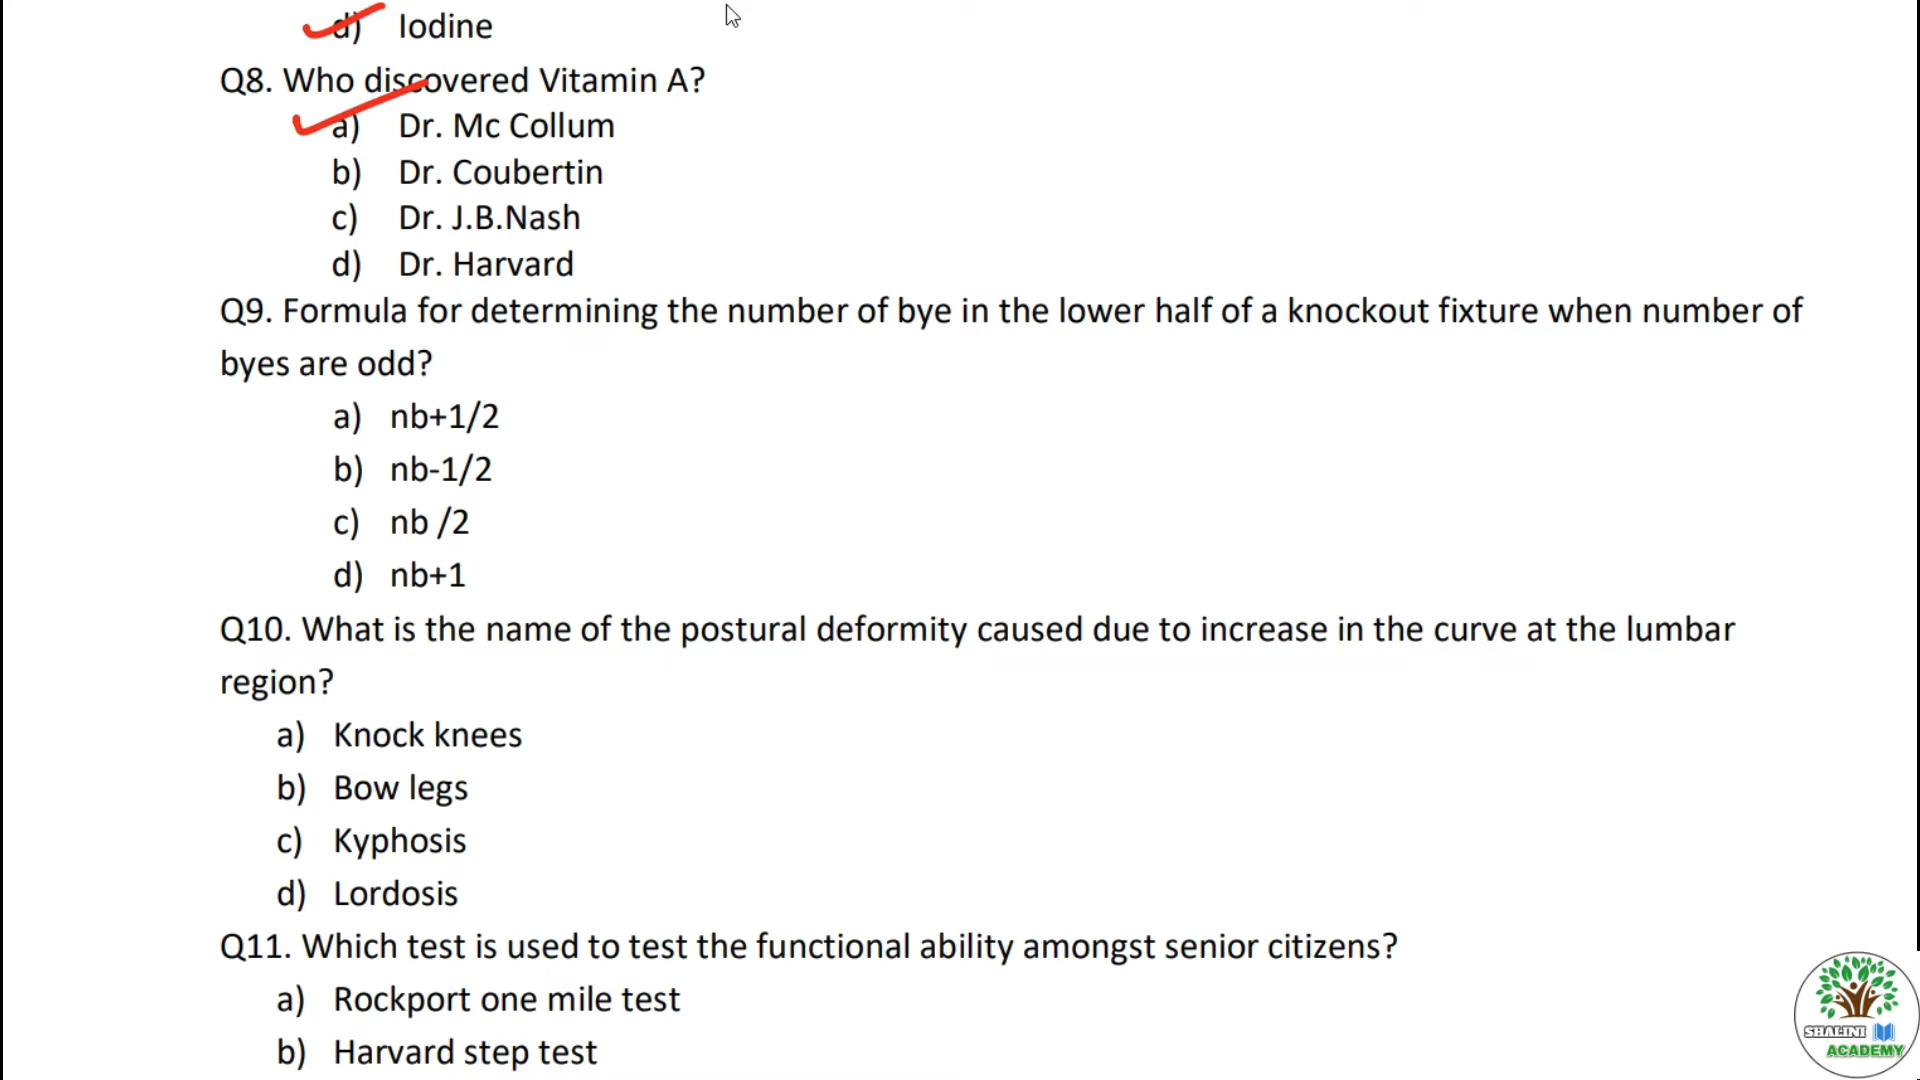 d) Iodine
Q8. Who discovered Vitamin A?
a) Dr. Mc Collum
b) Dr. Coubertin
c) Dr. J.B.Nash
d) Dr. Harvard
Q9. Formula for determining the number of bye in the lower half of a knockout fixture when number of
byes are odd?
a) nb+1/2
b) nb-1/2
c) nb /2
d) nb+1
Q10. What is the name of the postural deformity caused due to increase in the curve at the lumbar
region?
a) Knock knees
b) Bow legs
c) Kyphosis
d) Lordosis
Q11. Which test is used to test the functional ability amongst senior citizens?
a) Rockport one mile test
b) Harvard step test
SHALINI
ACADEMY